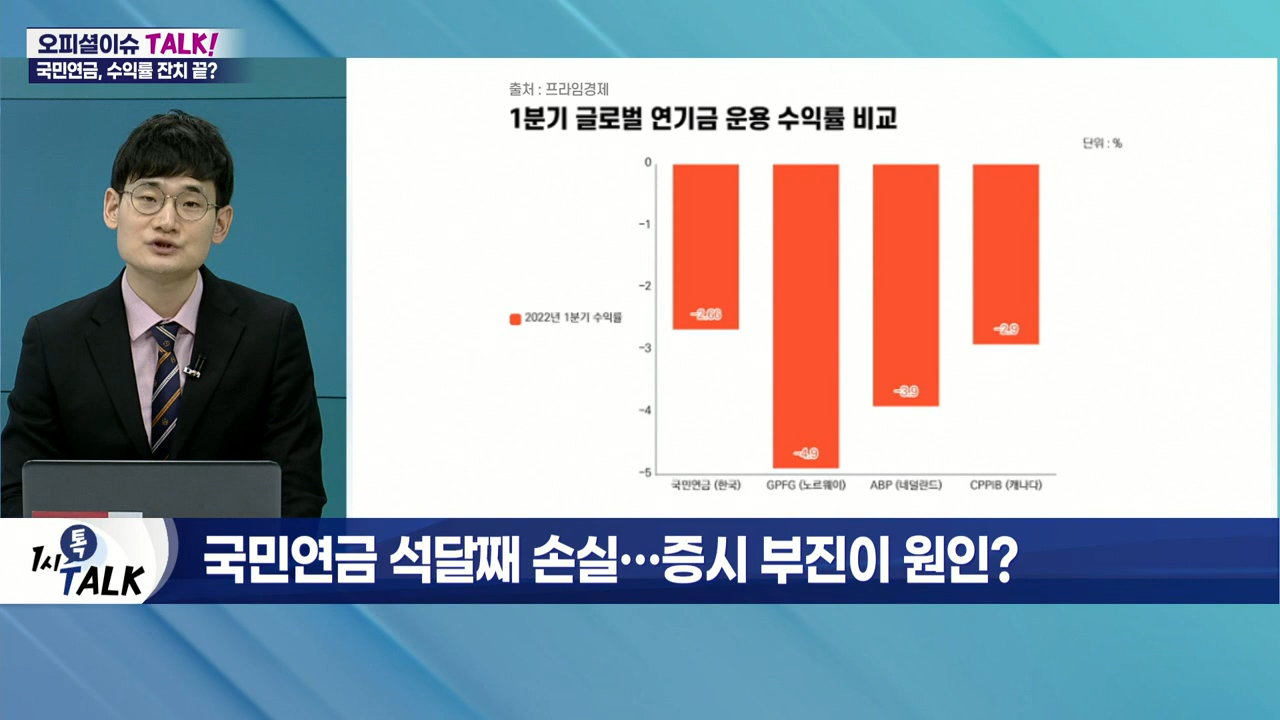 오피셜이슈 TALK!
국민연금, 수익률 잔치 끝?
출처 : 프라임경제
1분기 글로벌 연기금 운용 수익률 비교
단위 : %
0
-1
-2
-3
-4
-5
2022년 1분기 수익률
-2.66
-4.9
-3.9
-2.9
국민연금 (한국)
GPFG (노르웨이)
ABP (네덜란드)
CPPIB (캐나다)
1시 톡 TALK
국민연금 석달째 손실…증시 부진이 원인?